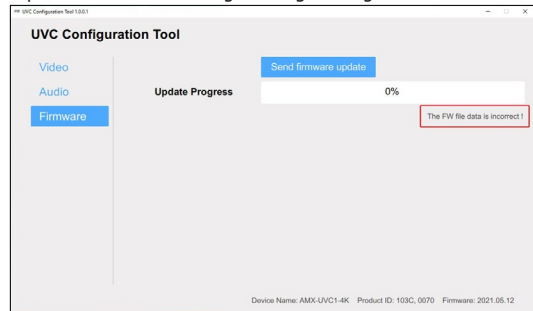 UVC Configuration Tool 1.0.0.1
UVC Configuration Tool
Video
Audio
Firmware
Send firmware update
Update Progress
0%
The FW file data is incorrect !
Device Name: AMX-UVC1-4K Product ID: 103C, 0070 Firmware: 2021.05.12